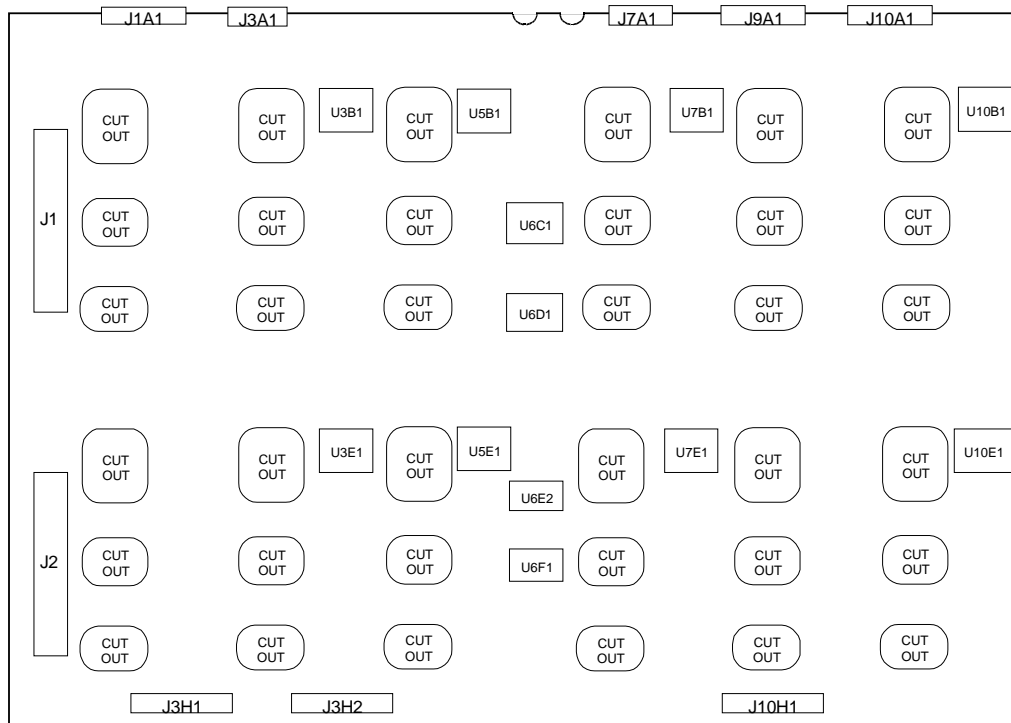 J1A1 J3A1 J7A1 J9A1 J10A1
U3B1 U5B1 U7B1 U10B1
CUT CUT CUT CUT CUT CUT
OUT OUT OUT OUT OUT OUT
J1
CUT CUT CUT CUT CUT CUT
OUT OUT OUT OUT OUT OUT
U6C1
CUT CUT CUT CUT CUT CUT
OUT OUT OUT OUT OUT OUT
U6D1
U3E1 U5E1 U7E1 U10E1
CUT CUT CUT CUT CUT CUT
OUT OUT OUT OUT OUT OUT
U6E2
J2
CUT CUT CUT CUT CUT CUT
OUT OUT OUT OUT OUT OUT
U6F1
CUT CUT CUT CUT CUT CUT
OUT OUT OUT OUT OUT OUT
J3H1 J3H2 J10H1